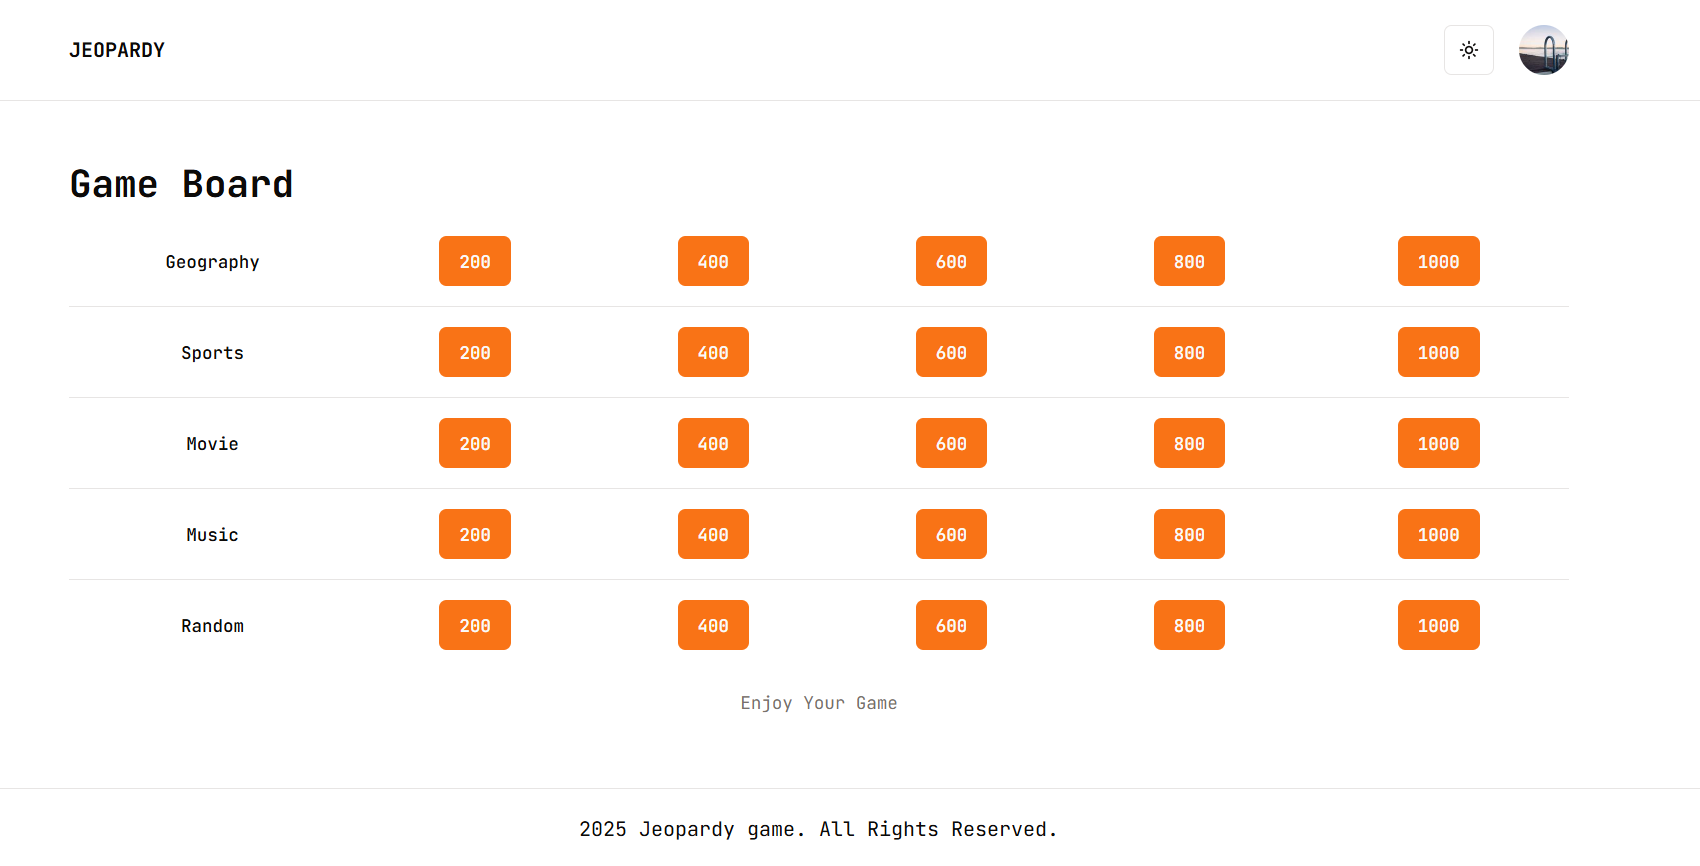 JEOPARDY
Game Board
Geography 200 400 600 800 1000
Sports 200 400 600 800 1000
Movie 200 400 600 800 1000
Music 200 400 600 800 1000
Random 200 400 600 800 1000
Enjoy Your Game
2025 Jeopardy game. All Rights Reserved.